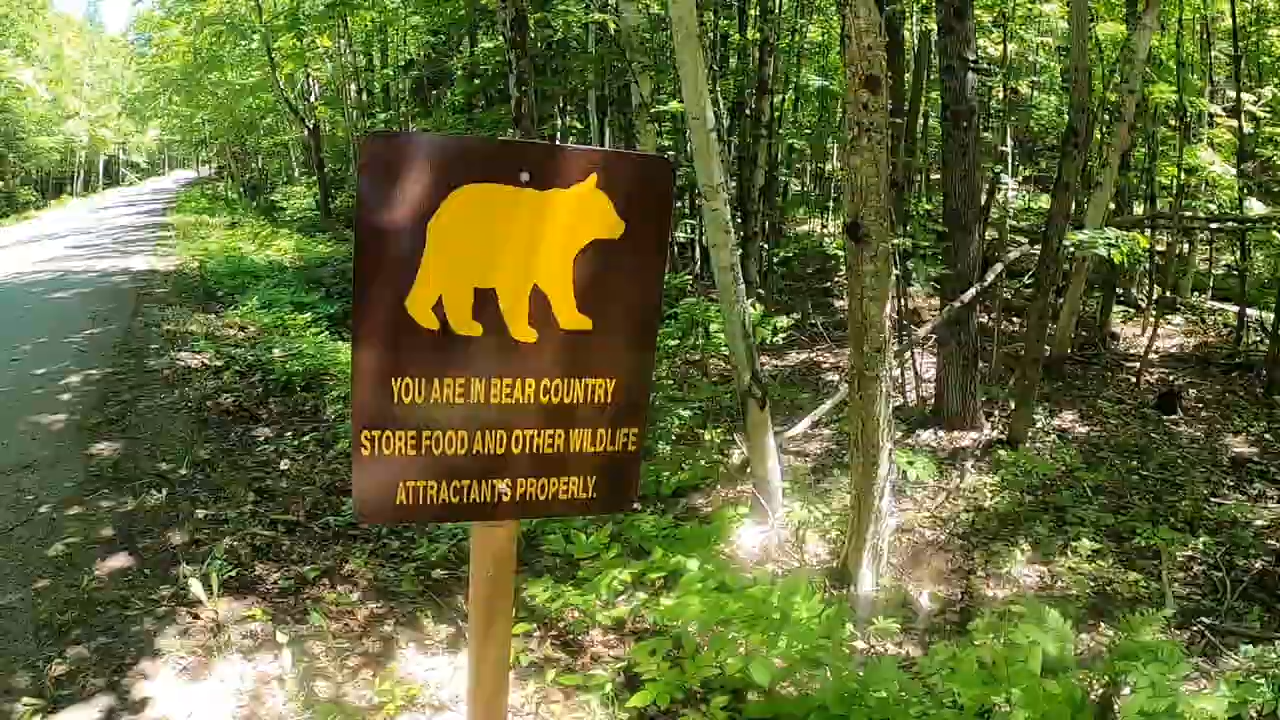 YOU ARE IN BEAR COUNTRY
STORE FOOD AND OTHER WILDLIFE
ATTRACTANTS PROPERLY.